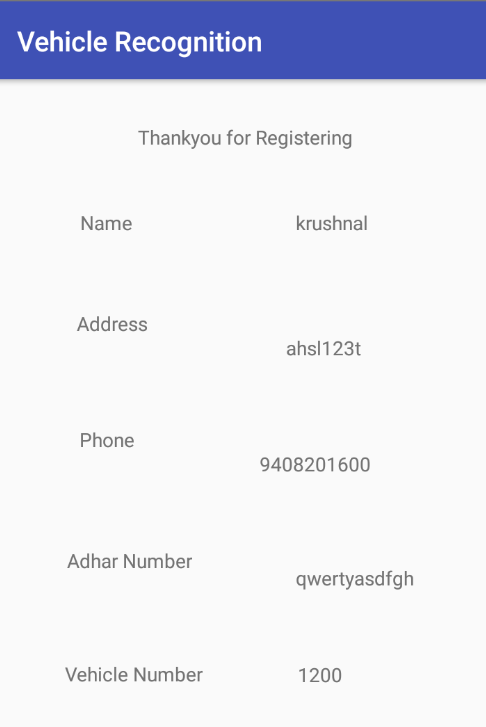 Vehicle Recognition
Thankyou for Registering
Name krushnal
Address
ahsl123t
Phone
9408201600
Adhar Number
qwertyasdfgh
Vehicle Number 1200